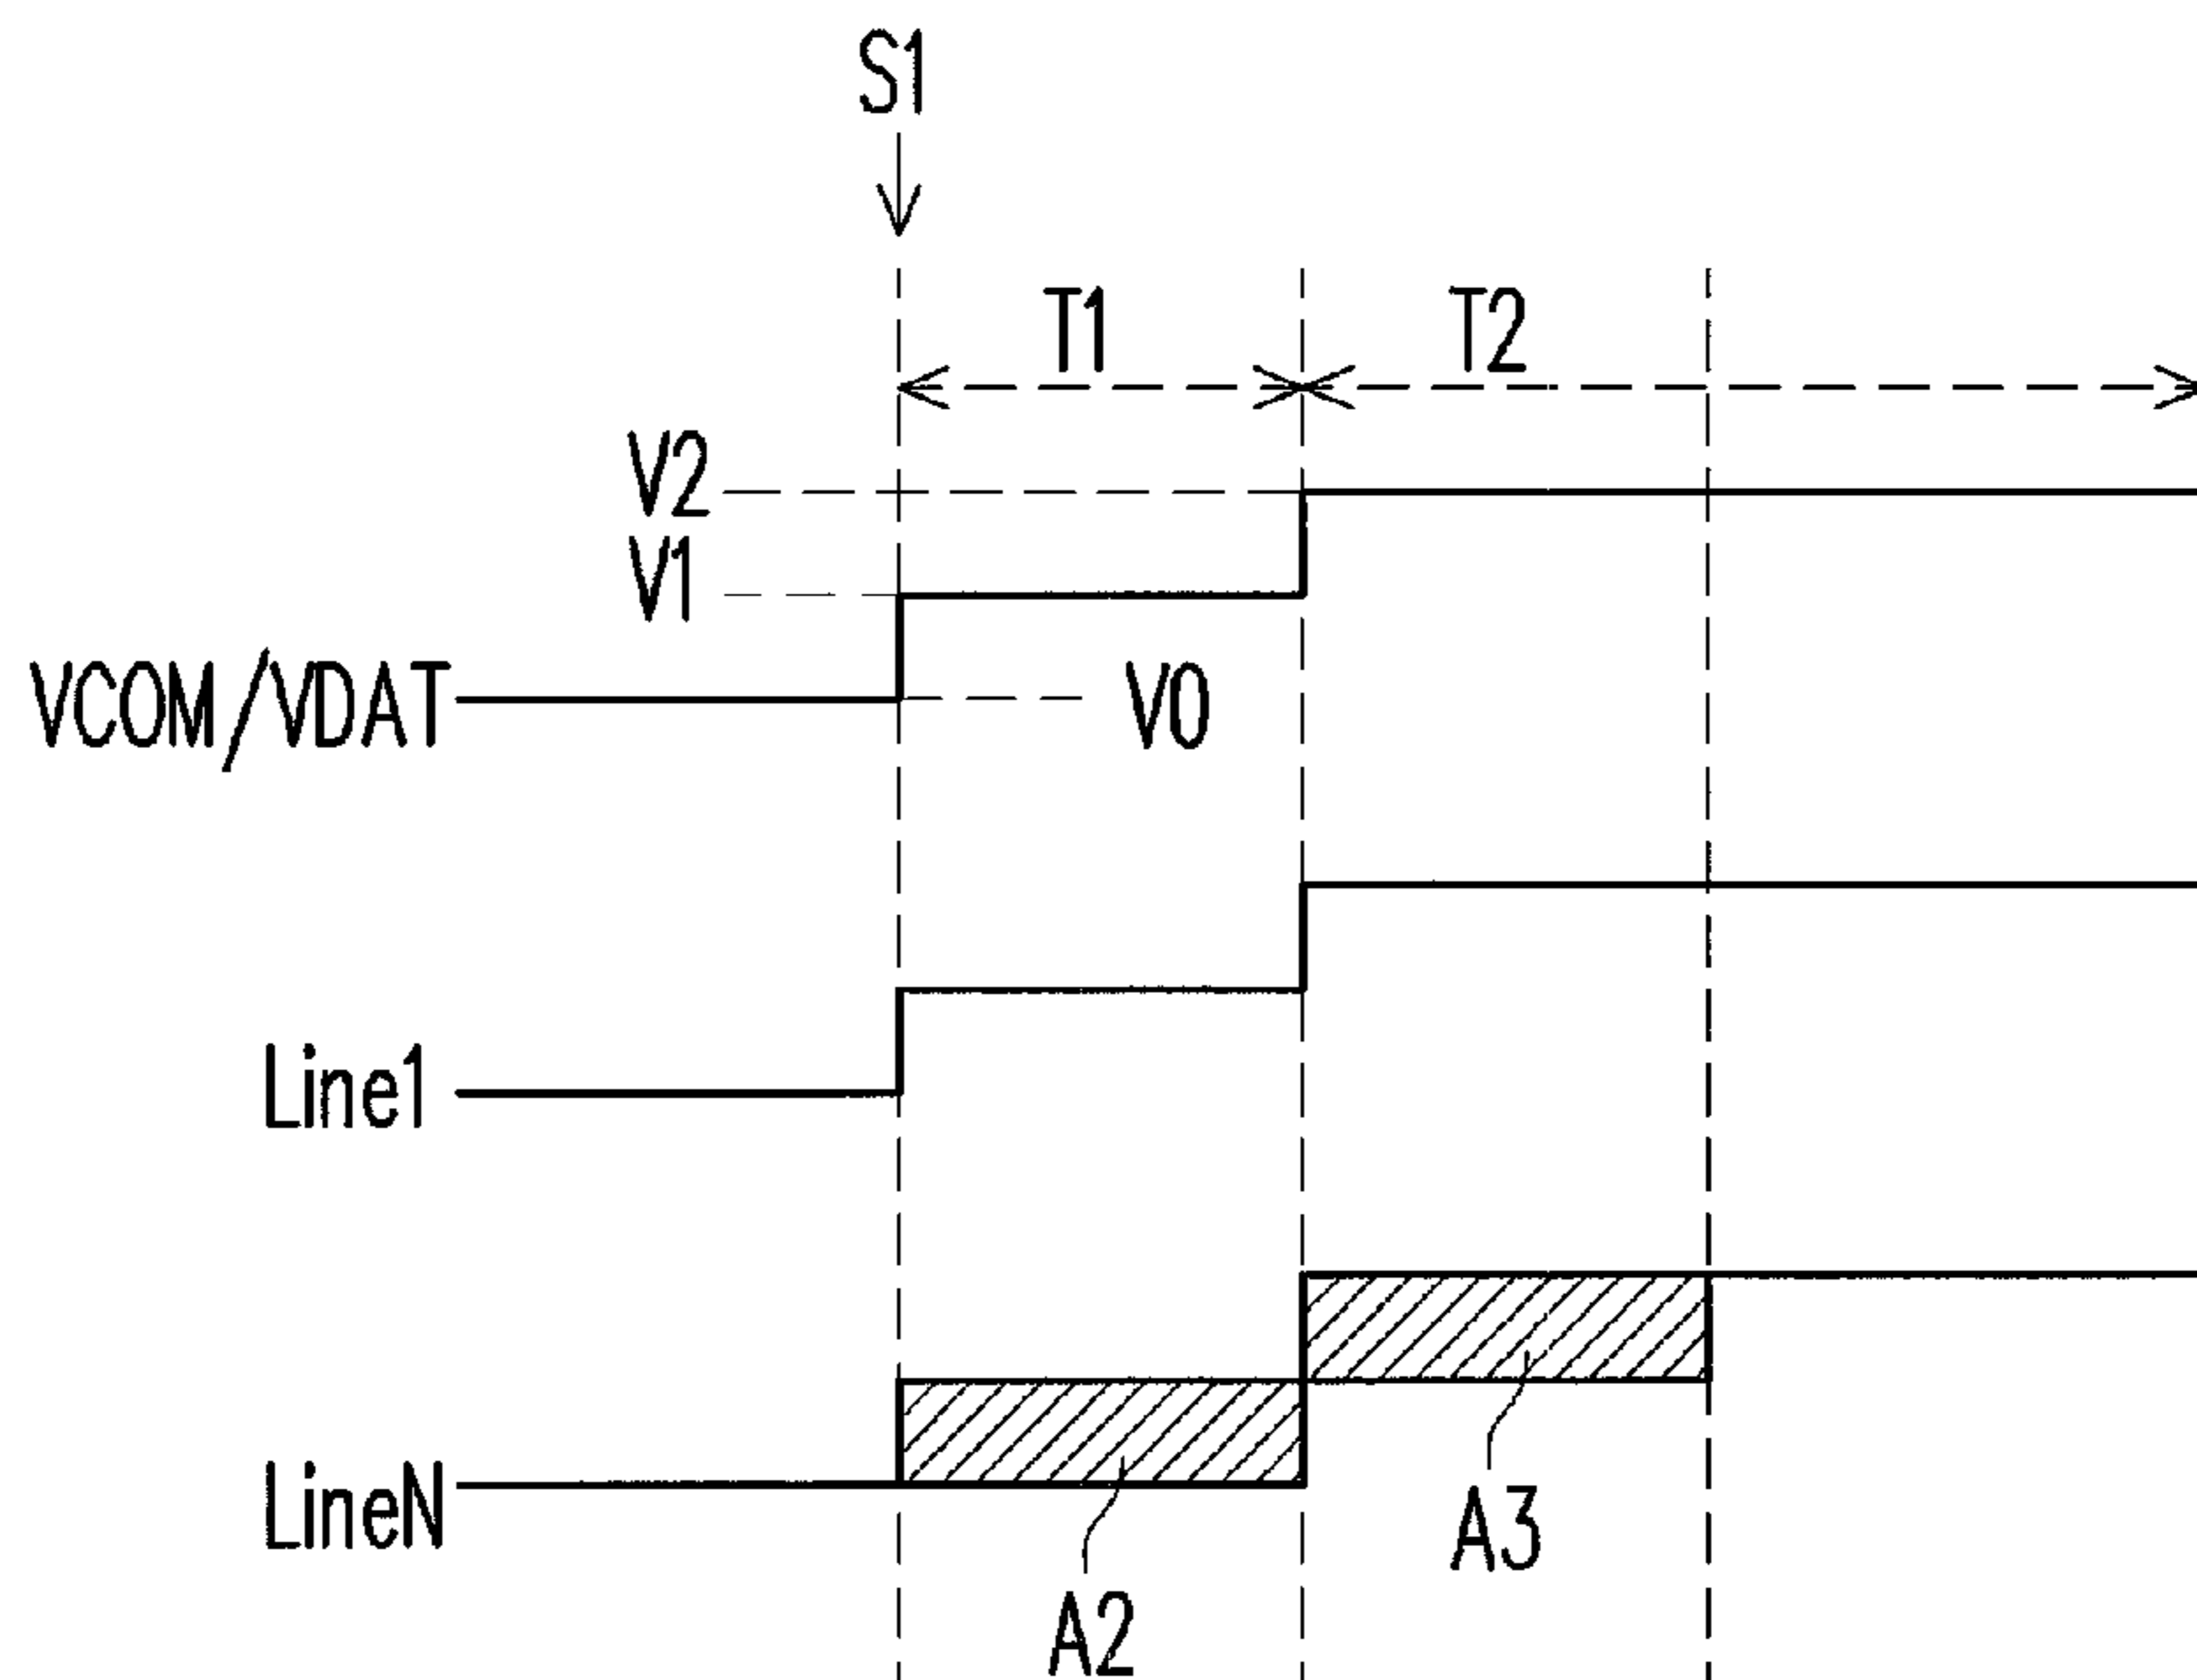 S1
T1
T2
V2
V1
VCOM/VDAT
V0
Line1
LineN
A3
A2